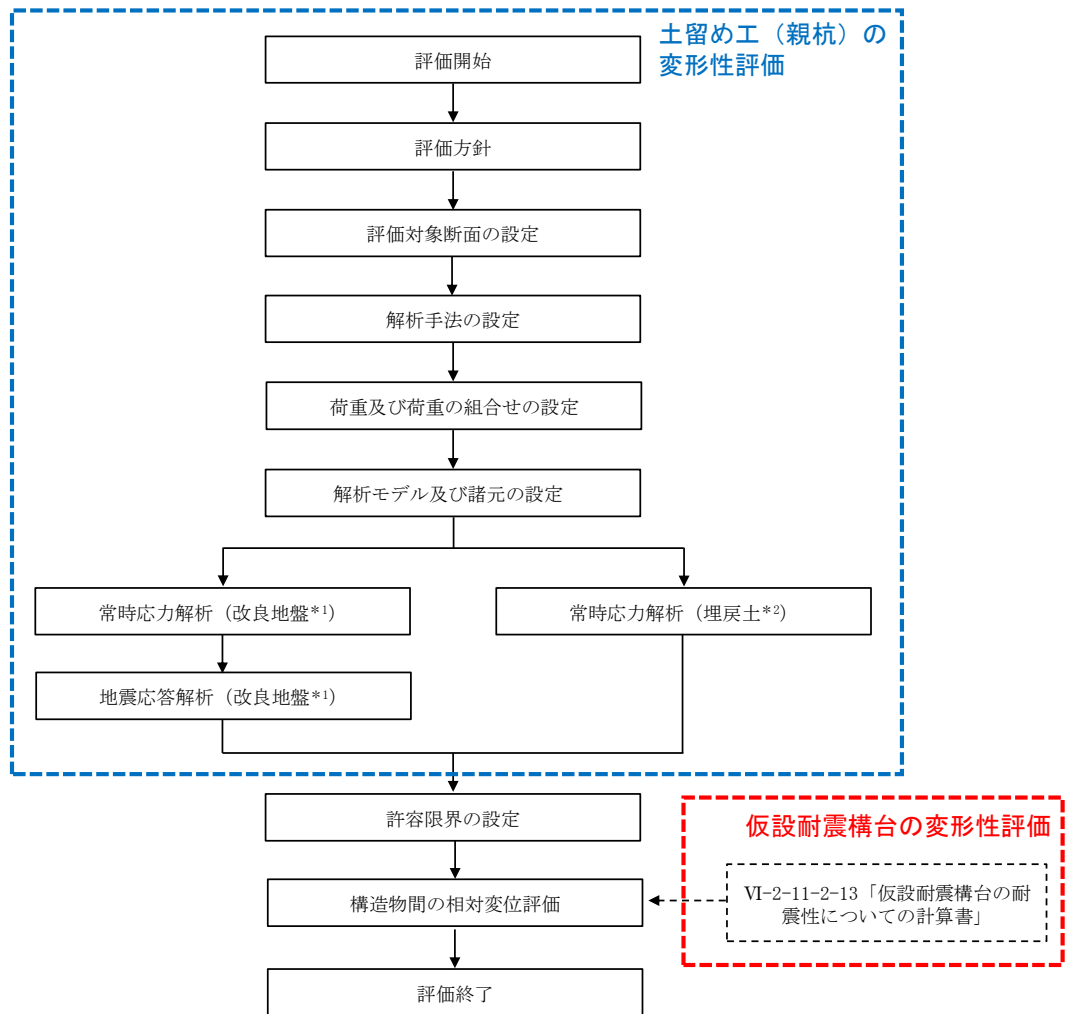 土留め工（親杭）の
変形性評価
評価開始
評価方針
評価対象断面の設定
解析手法の設定
荷重及び荷重の組合せの設定
解析モデル及び諸元の設定
常時応力解析（改良地盤*1）
常時応力解析（埋戻土*2）
地震応答解析（改良地盤*1）
許容限界の設定
仮設耐震構台の変形性評価
構造物間の相対変位評価
Ⅵ-2-11-2-13「仮設耐震構台の耐
震性についての計算書」
評価終了